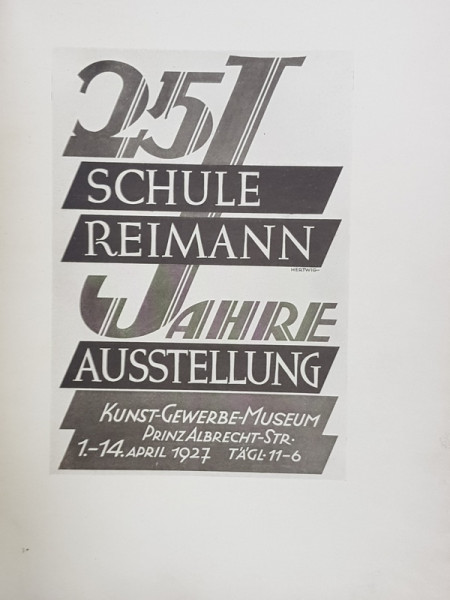 25
SCHULE
REIMANN
HERTWIG
JAHRE
AUSSTELLUNG
KUNST-GEWERBE-MUSEUM
PRINZ ALBRECHT-STR.
1.-14. APRIL 1927 TÄGL. 11-6